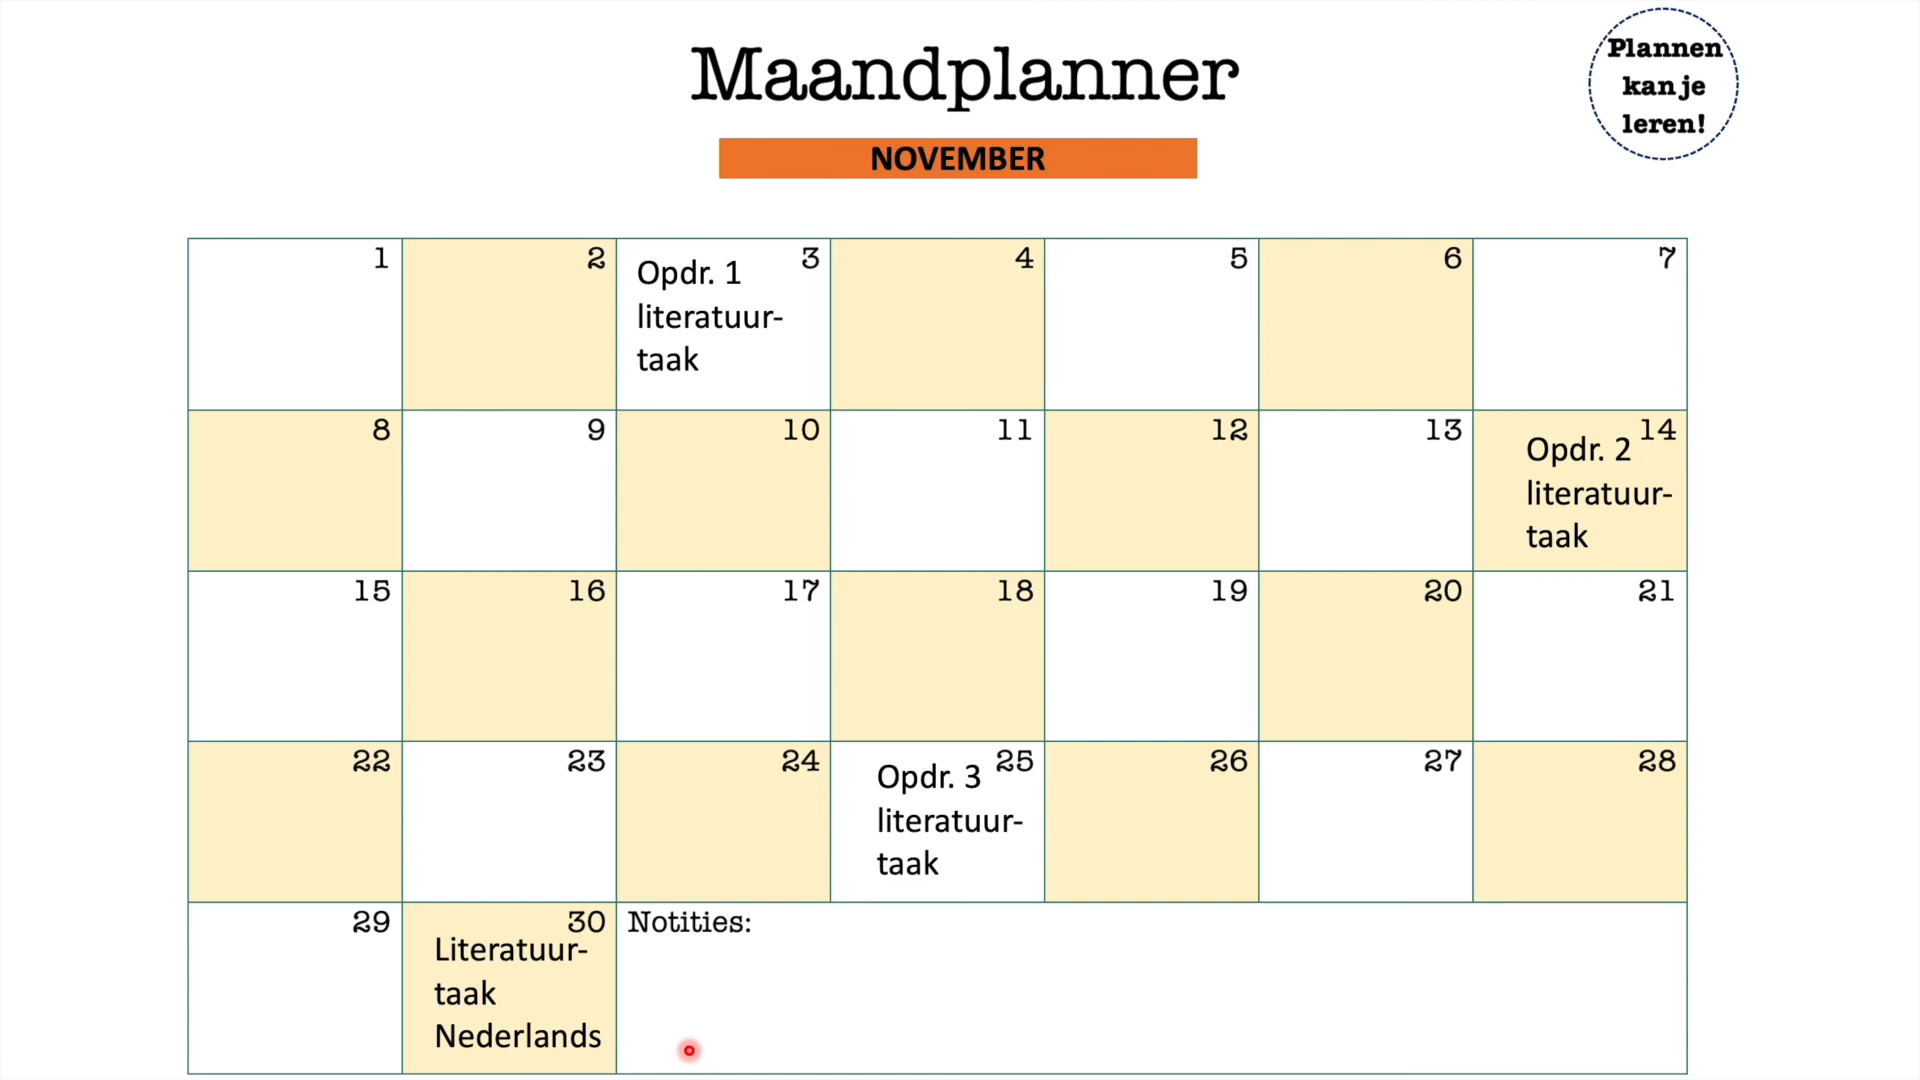 Maandplanner
Plannen
kan je
leren!
NOVEMBER
1
2
3
Opdr. 1
literatuur-
taak
4
5
6
7
8
9
10
11
12
13
14
Opdr. 2
literatuur-
taak
15
16
17
18
19
20
21
22
23
24
25
Opdr. 3
literatuur-
taak
26
27
28
29
30
Literatuur-
taak
Nederlands
Notities: